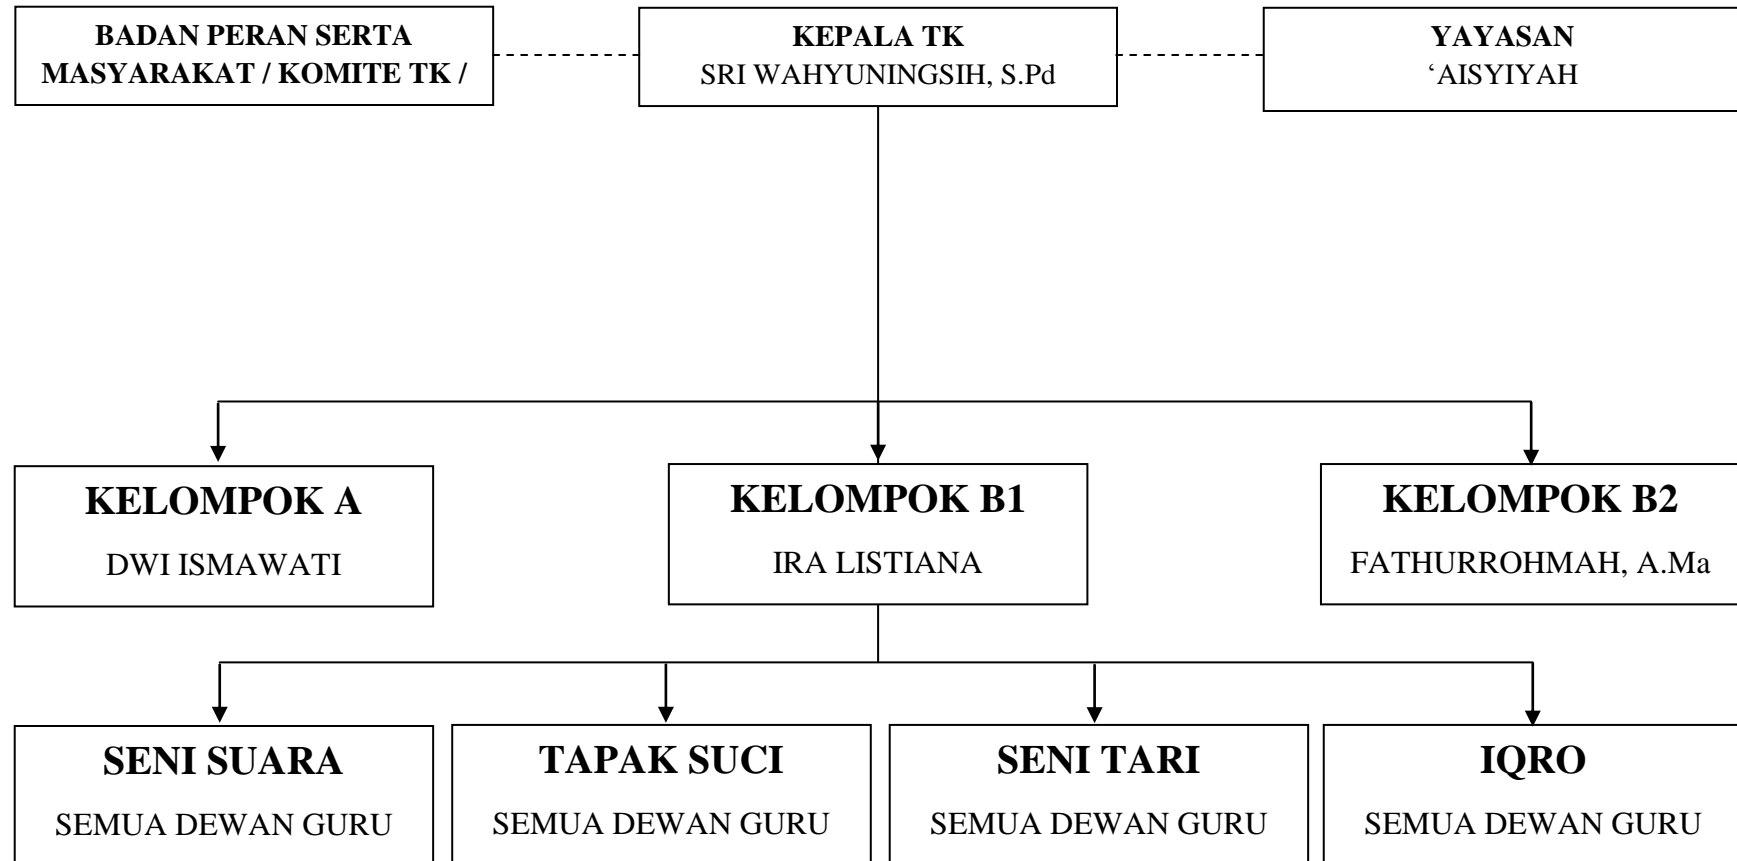 BADAN PERAN SERTA
MASYARAKAT / KOMITE TK /
KEPALA TK
SRI WAHYUNINGSIH, S.Pd
YAYASAN
‘AISYIYAH
KELOMPOK A
DWI ISMAWATI
KELOMPOK B1
IRA LISTIANA
KELOMPOK B2
FATHURROHMAH, A.Ma
SENI SUARA
SEMUA DEWAN GURU
TAPAK SUCI
SEMUA DEWAN GURU
SENI TARI
SEMUA DEWAN GURU
IQRO
SEMUA DEWAN GURU